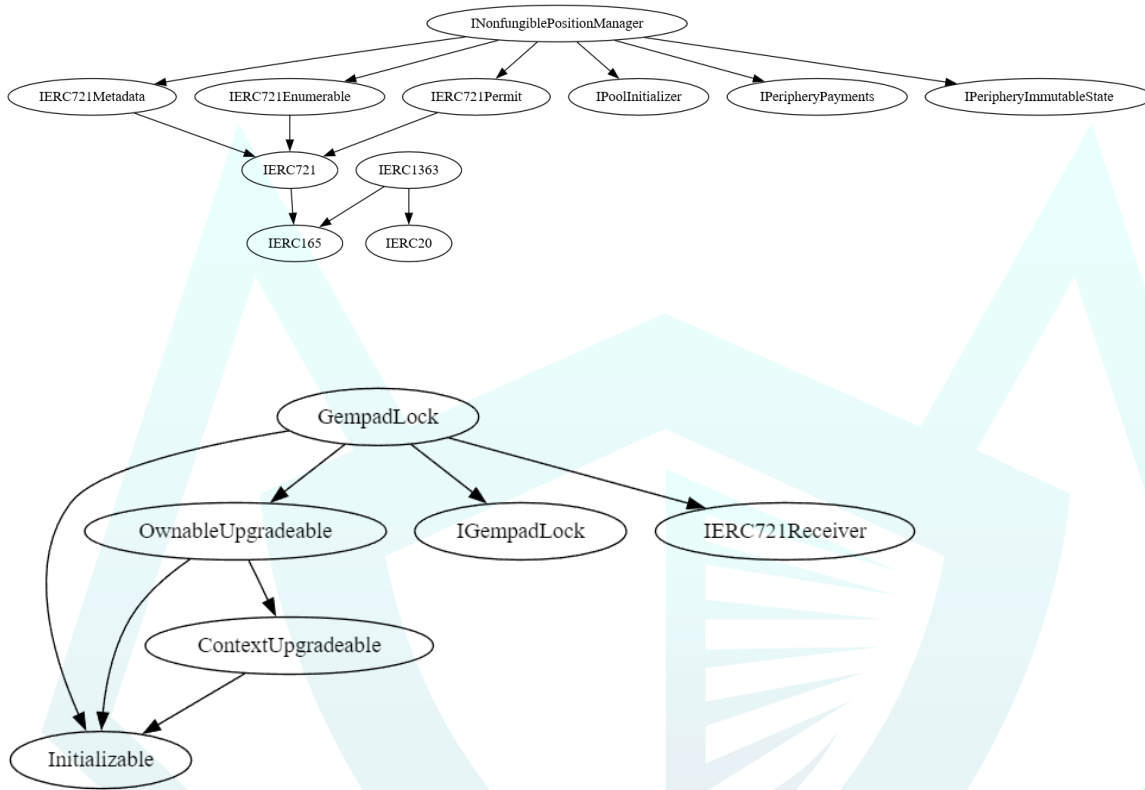 INonfungiblePositionManager
IERC721Metadata IERC721Enumerable IERC721Permit IPoolInitializer IPeripheryPayments IPeripheryImmutableState
IERC721 IERC1363
IERC165 IERC20
GempadLock
OwnableUpgradeable IGempadLock IERC721Receiver
ContextUpgradeable
Initializable